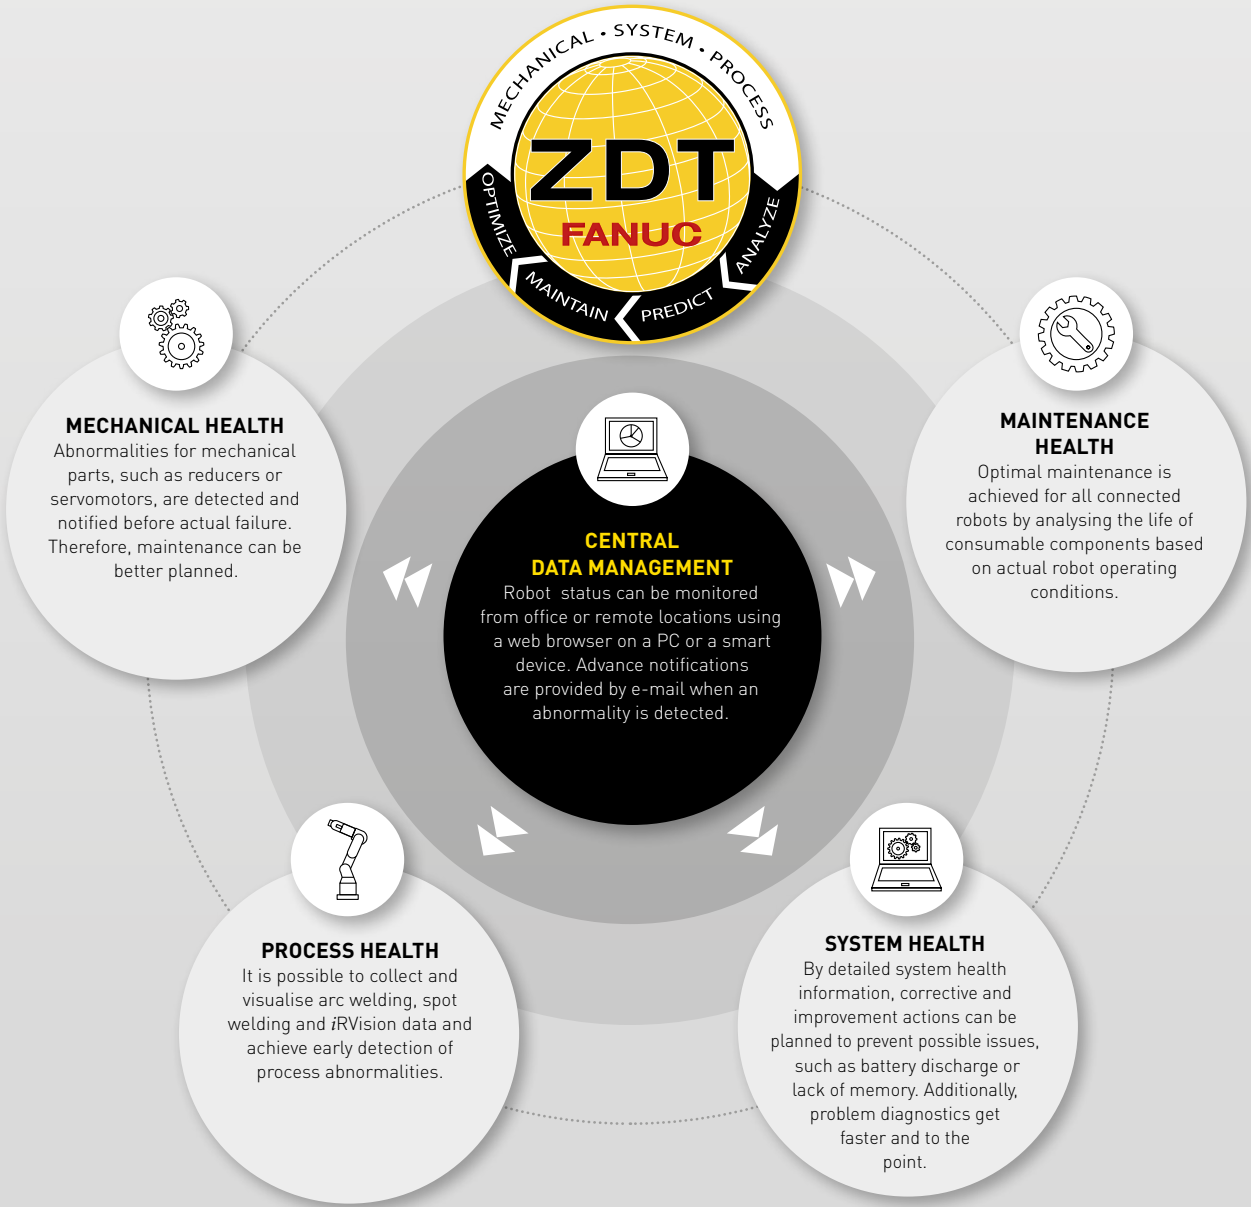 MECHANICAL • SYSTEM • PROCESS
ZDT
FANUC
OPTIMIZE
MAINTAIN
PREDICT
ANALYZE
MECHANICAL HEALTH
Abnormalities for mechanical
parts, such as reducers or
servomotors, are detected and
notified before actual failure.
Therefore, maintenance can be
better planned.
CENTRAL
DATA MANAGEMENT
Robot status can be monitored
from office or remote locations using
a web browser on a PC or a smart
device. Advance notifications
are provided by e-mail when an
abnormality is detected.
MAINTENANCE
HEALTH
Optimal maintenance is
achieved for all connected
robots by analysing the life of
consumable components based
on actual robot operating
conditions.
PROCESS HEALTH
It is possible to collect and
visualise arc welding, spot
welding and iRVision data and
achieve early detection of
process abnormalities.
SYSTEM HEALTH
By detailed system health
information, corrective and
improvement actions can be
planned to prevent possible issues,
such as battery discharge or
lack of memory. Additionally,
problem diagnostics get
faster and to the
point.